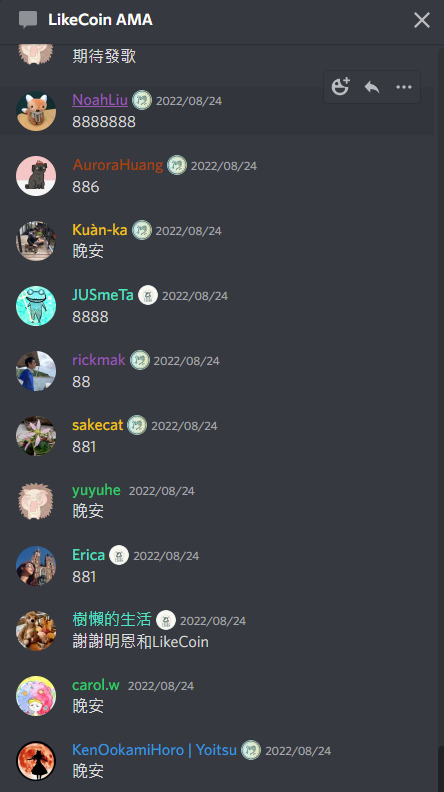 LikeCoin AMA
期待發歌
NoahLiu 2022/08/24
8888888
AuroraHuang 2022/08/24
886
Kuàn-ka 2022/08/24
晚安
JUSmeTa 2022/08/24
8888
rickmak 2022/08/24
88
sakecat 2022/08/24
881
yuyuhe 2022/08/24
晚安
Erica 2022/08/24
881
樹懶的生活 2022/08/24
謝謝明恩和LikeCoin
carol.w 2022/08/24
晚安
KenOokamiHoro | Yoitsu 2022/08/24
晚安